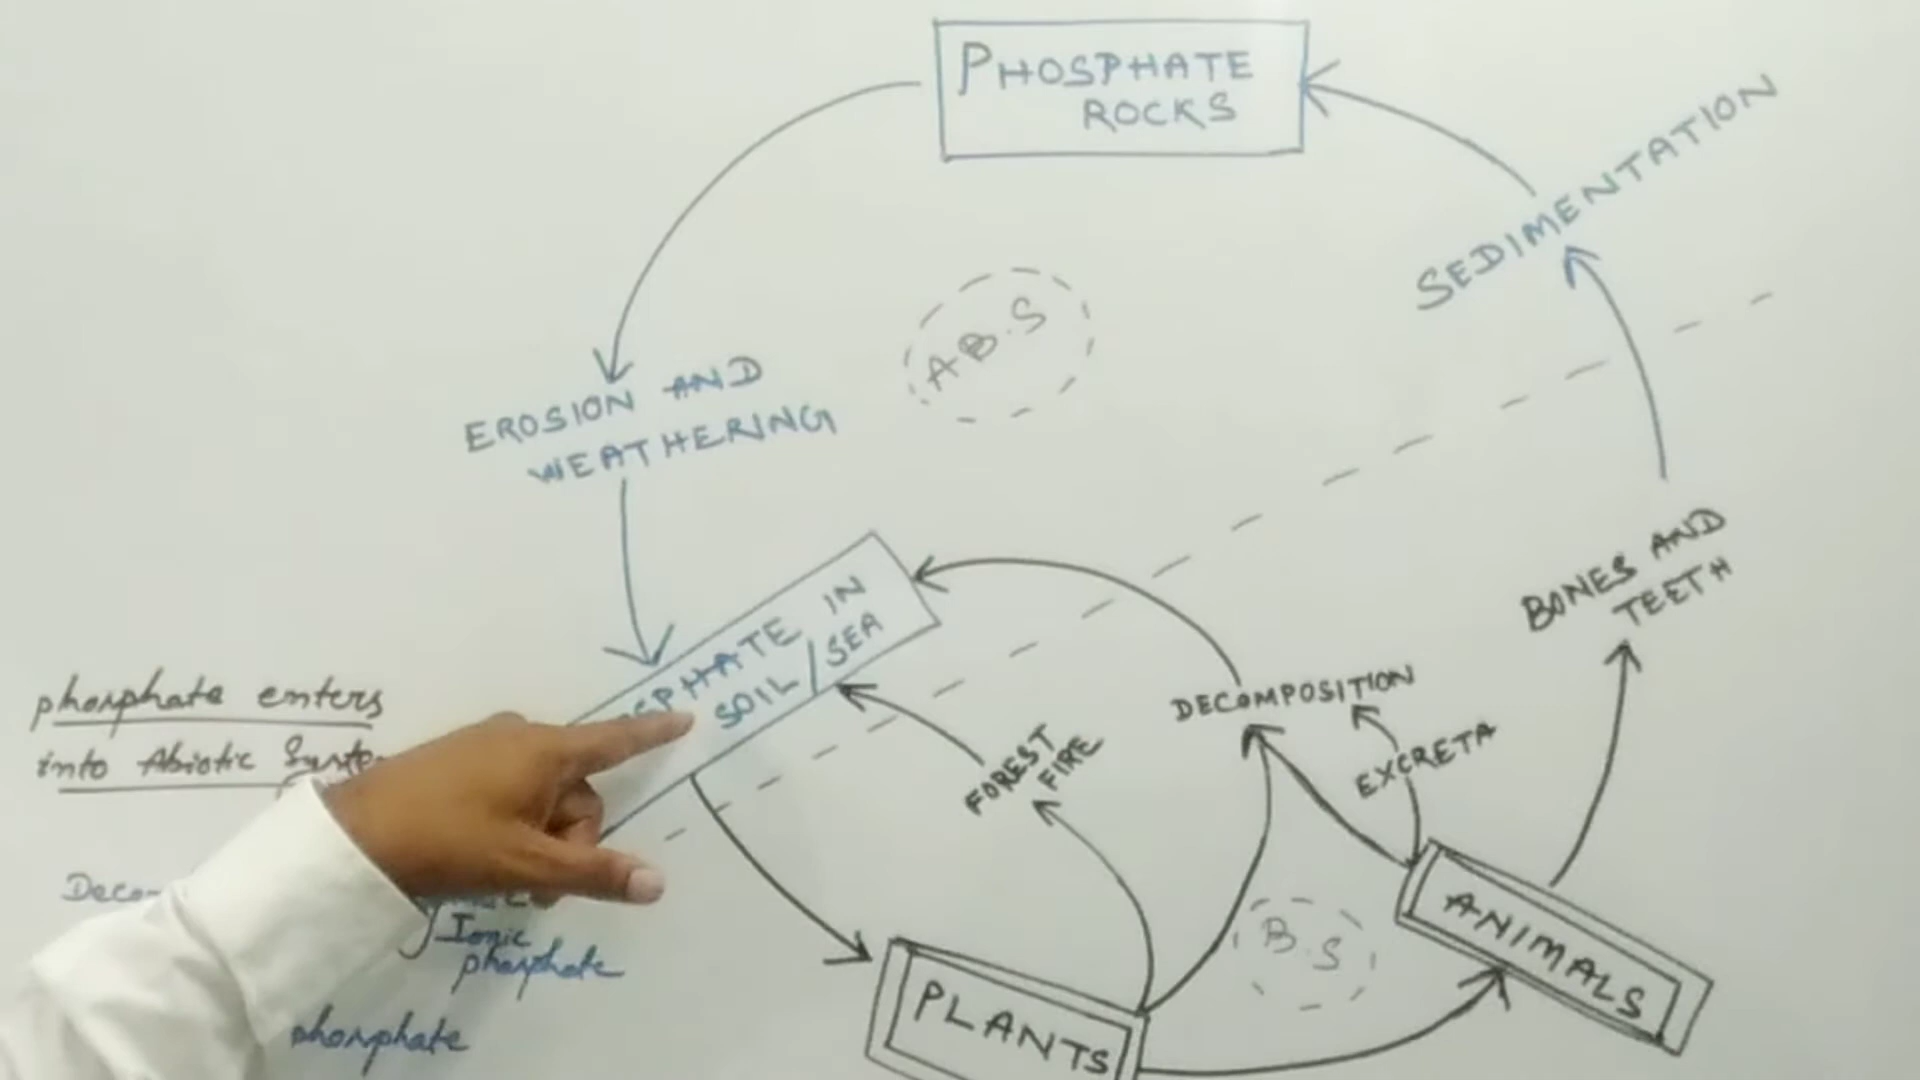 PHOSPHATE
ROCKS
SEDIMENTATION
A B.S
EROSION AND
WEATHERING
IN
SOIL/SEA
BONES AND
TEETH
DECOMPOSITION
EXCRETA
FOREST
FIRE
phosphate enters
into Abiotic
Ionic
phosphate
phosphate
B.S
ANIMALS
PLANTS